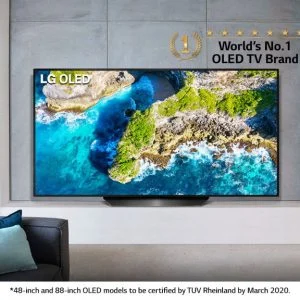 1
World's No.1
OLED TV Brand
LG OLED
*48-inch and 88-inch OLED models to be certified by TUV Rheinland by March 2020.